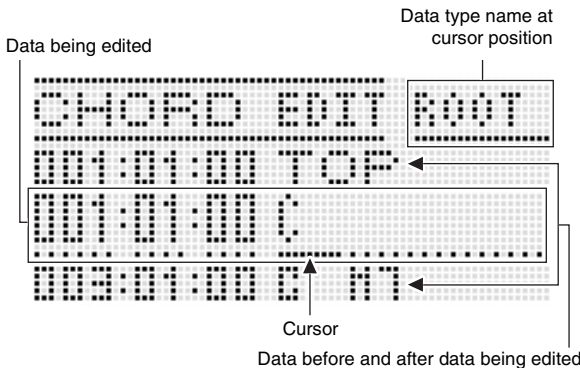 Data type name at
cursor position
Data being edited
CHORD EDIT ROOT
001:01:00 TOP
001:01:00 C
003:01:00 M7
Cursor
Data before and after data being edited